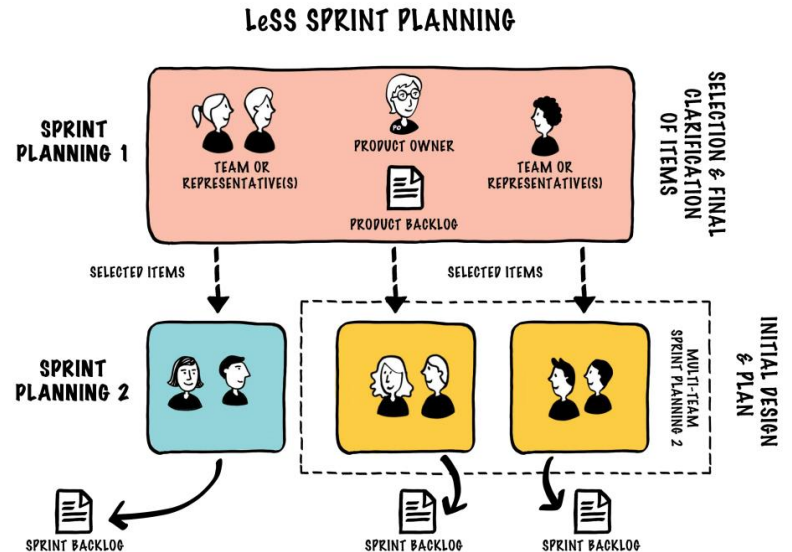 LeSS SPRINT PLANNING
SPRINT
PLANNING 1
TEAM OR
REPRESENTATIVE(S)
PO
PRODUCT OWNER
PRODUCT BACKLOG
TEAM OR
REPRESENTATIVE(S)
SELECTION & FINAL
CLARIFICATION
OF ITEMS
SELECTED ITEMS
SELECTED ITEMS
SPRINT
PLANNING 2
MULTI-TEAM
SPRINT PLANNING 2
INITIAL DESIGN
& PLAN
SPRINT BACKLOG
SPRINT BACKLOG
SPRINT BACKLOG